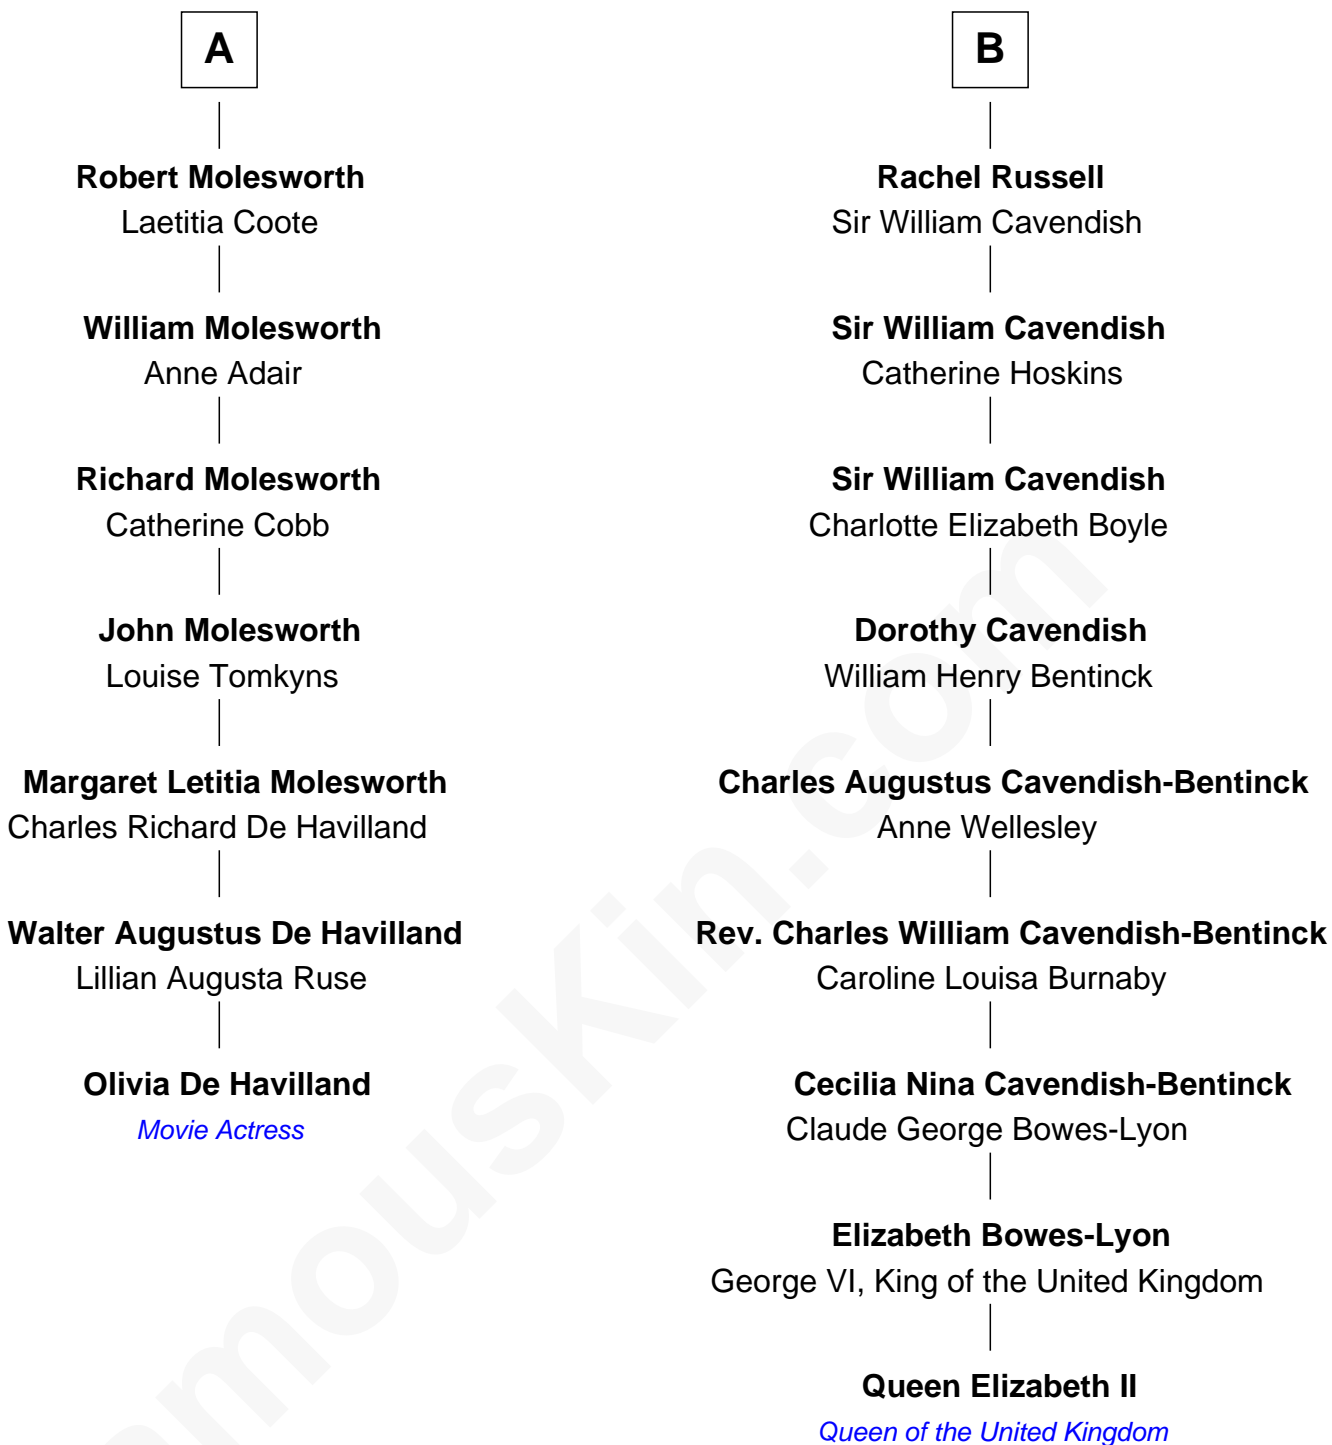 A
Robert Molesworth
Laetitia Coote
William Molesworth
Anne Adair
Richard Molesworth
Catherine Cobb
John Molesworth
Louise Tomkyns
Margaret Letitia Molesworth
Charles Richard De Havilland
Walter Augustus De Havilland
Lillian Augusta Ruse
Olivia De Havilland
Movie Actress
B
Rachel Russell
Sir William Cavendish
Sir William Cavendish
Catherine Hoskins
Sir William Cavendish
Charlotte Elizabeth Boyle
Dorothy Cavendish
William Henry Bentinck
Charles Augustus Cavendish-Bentinck
Anne Wellesley
Rev. Charles William Cavendish-Bentinck
Caroline Louisa Burnaby
Cecilia Nina Cavendish-Bentinck
Claude George Bowes-Lyon
Elizabeth Bowes-Lyon
George VI, King of the United Kingdom
Queen Elizabeth II
Queen of the United Kingdom